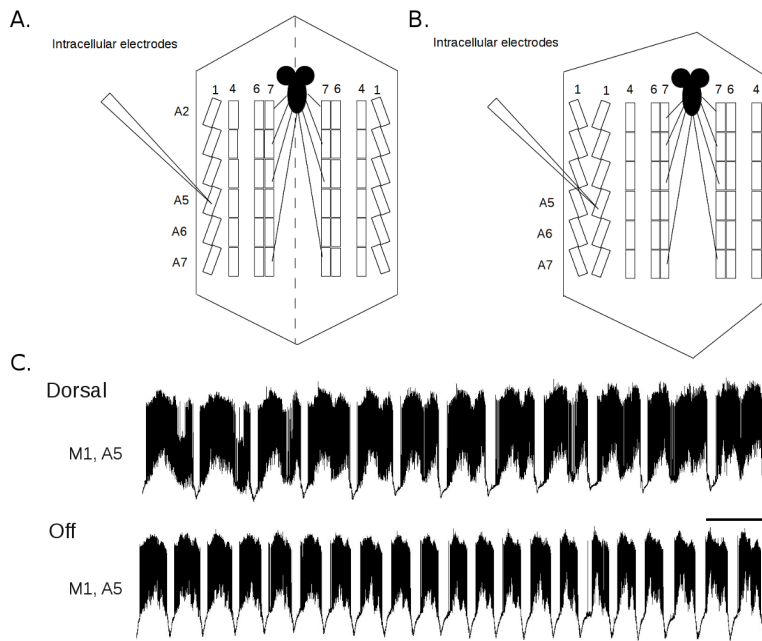 A.
Intracellular electrodes
1 4 6 7 7 6 4 1
A2
A5
A6
A7
B.
Intracellular electrodes
1 1 4 6 7 7 6 4
A5
A6
A7
C.
Dorsal
M1, A5
Off
M1, A5